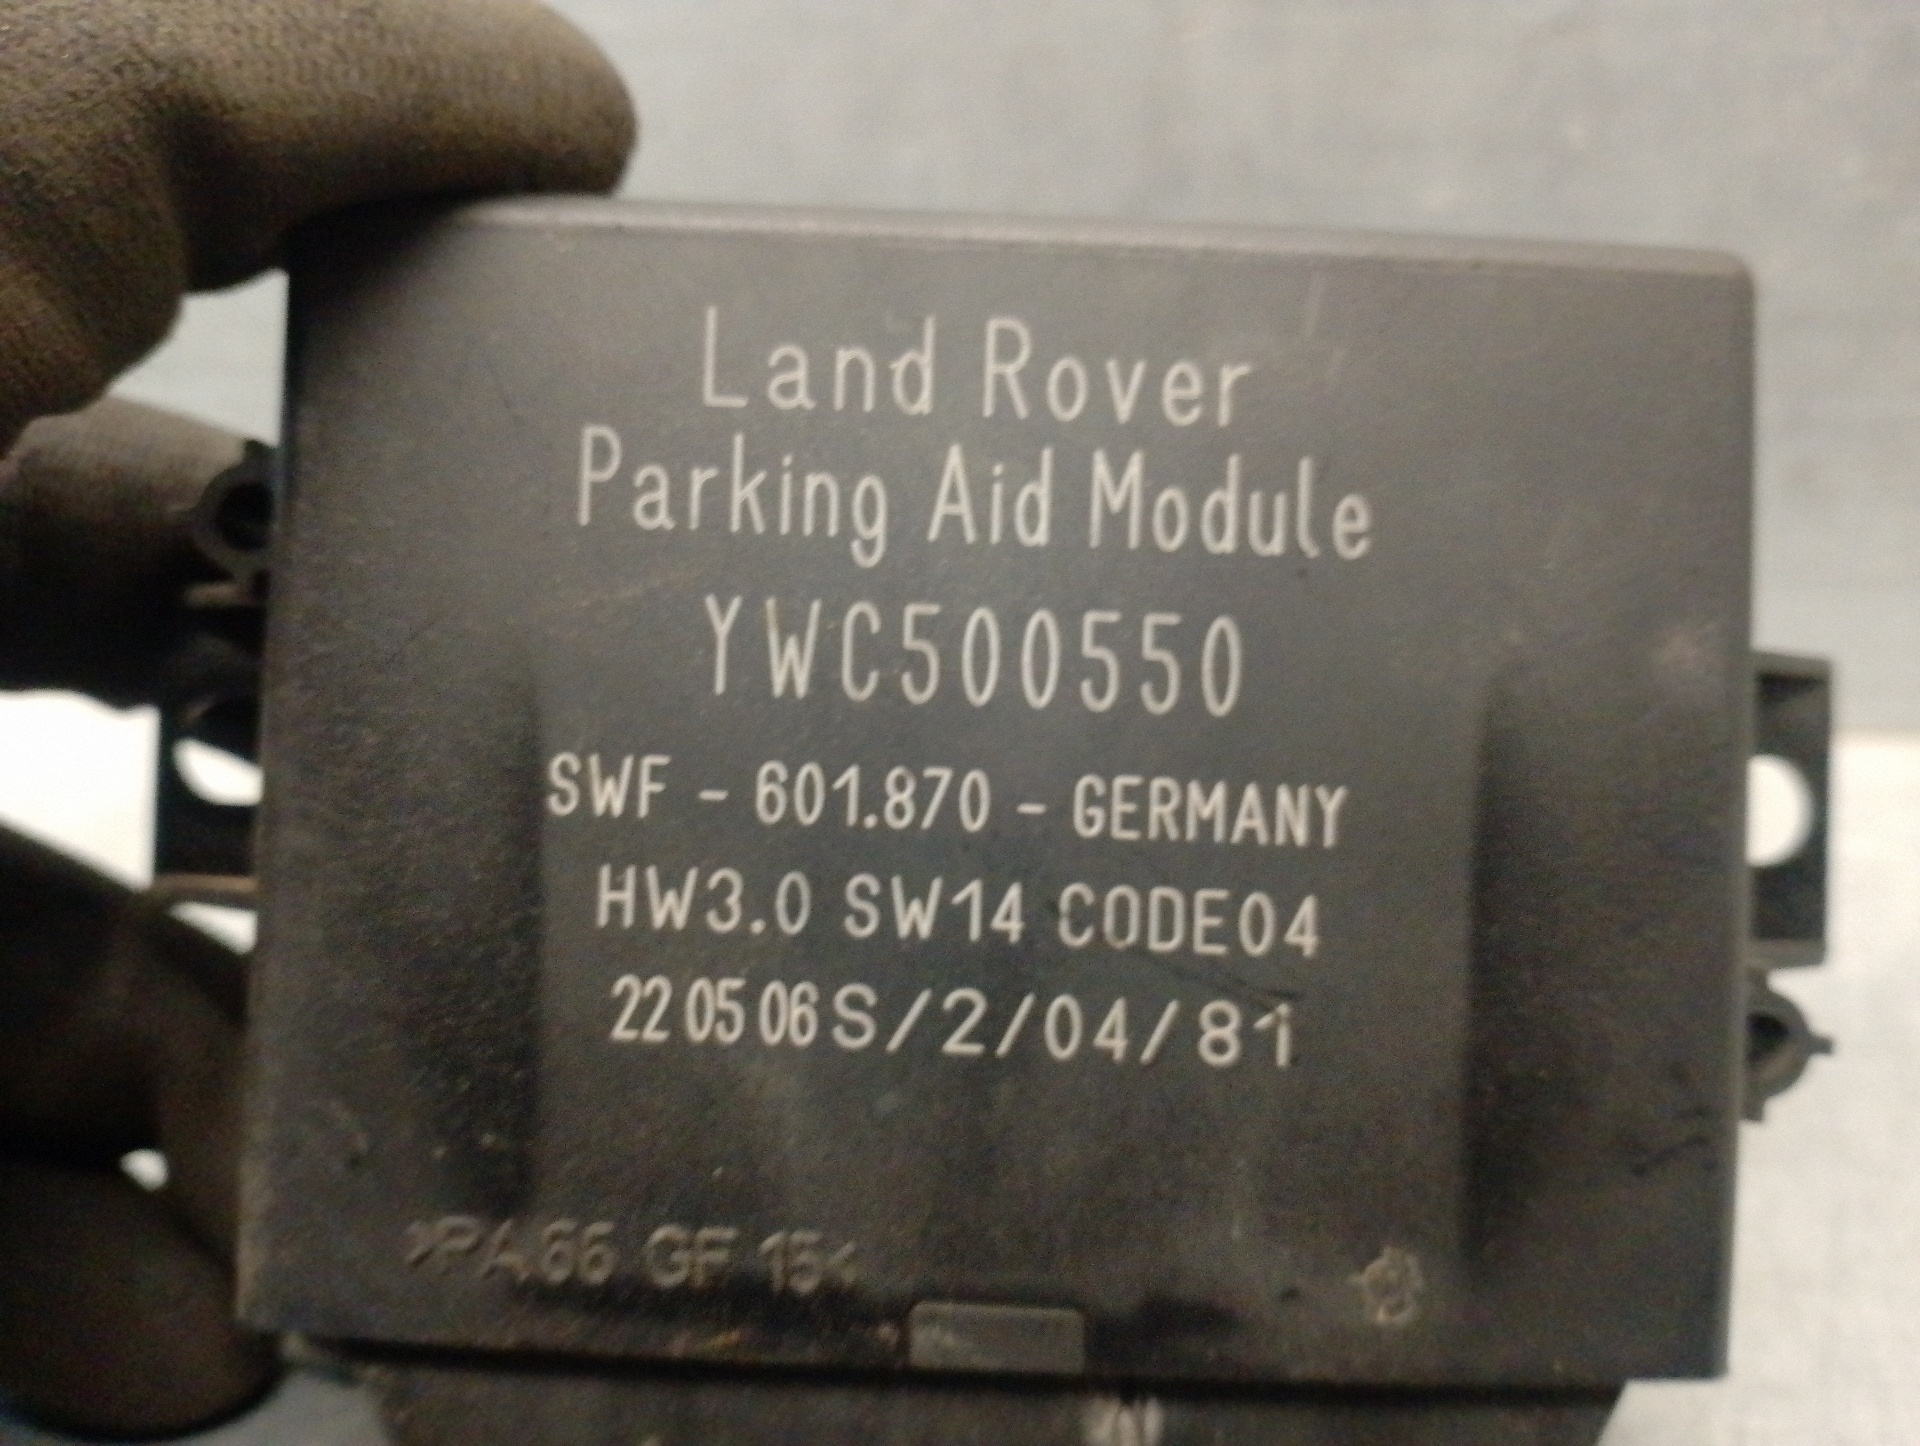 Land Rover
Parking Aid Module
YWC500550
SWF - 601.870 - GERMANY
HW3.0 SW14 CODE04
22 05 06 S/2/04/81
>PA66 GF 15<